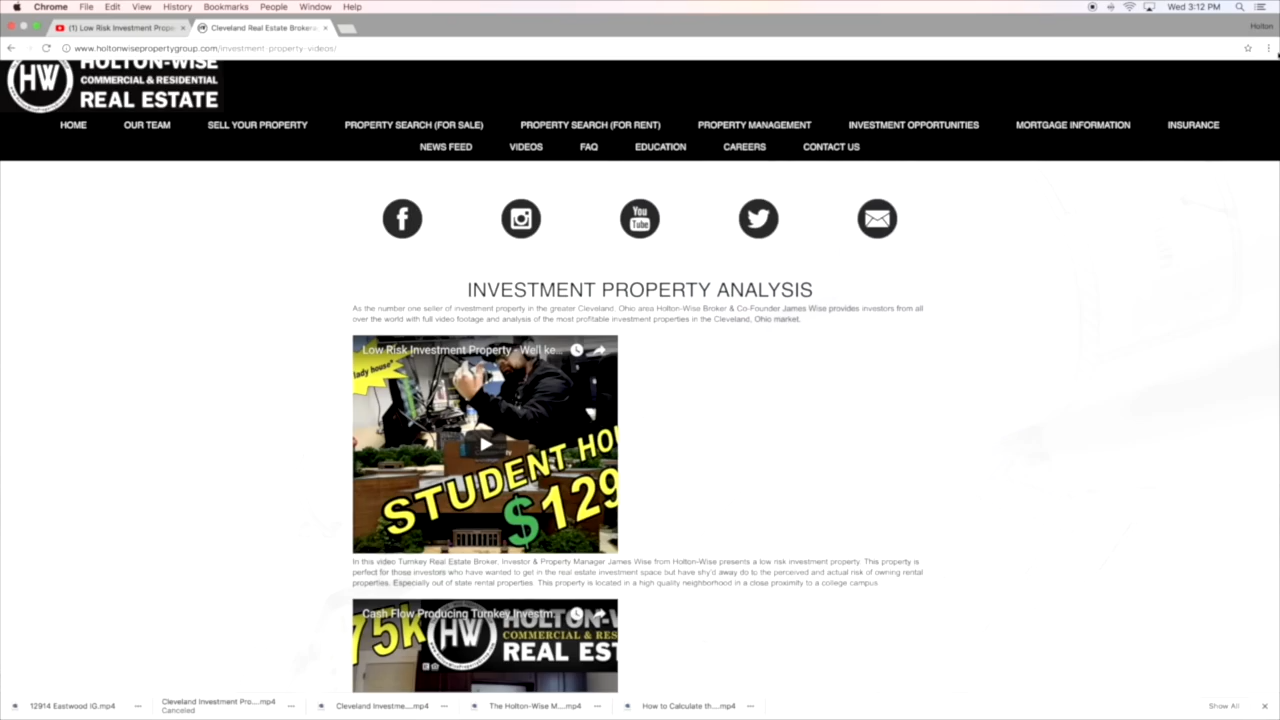 Chrome File Edit View History Bookmarks People Window Help Wed 3:12 PM
(1) Low Risk Investment Prope Cleveland Real Estate Brokera Holton
www.holtonwisepropertygroup.com/investment-property-videos/
HW
HOLTON-WISE
COMMERCIAL & RESIDENTIAL
REAL ESTATE
HOME OUR TEAM SELL YOUR PROPERTY PROPERTY SEARCH (FOR SALE) PROPERTY SEARCH (FOR RENT) PROPERTY MANAGEMENT INVESTMENT OPPORTUNITIES MORTGAGE INFORMATION INSURANCE
NEWS FEED VIDEOS FAQ EDUCATION CAREERS CONTACT US
You
Tube
INVESTMENT PROPERTY ANALYSIS
As the number one seller of investment property in the greater Cleveland, Ohio area Holton-Wise Broker & Co-Founder James Wise provides investors from all
over the world with full video footage and analysis of the most profitable investment properties in the Cleveland, Ohio market.
Low Risk Investment Property - Well ke...
lady house"
STUDENT HOU
$129
In this video Turnkey Real Estate Broker, Investor & Property Manager James Wise from Holton-Wise presents a low risk investment property. This property is
perfect for those investors who have wanted to get in the real estate investment space but have shy'd away do to the perceived and actual risk of owning rental
properties. Especially out of state rental properties. This property is located in a high quality neighborhood in a close proximity to a college campus
Cash Flow Producing Turnkey Investm...
75k
HW
HOLTON-W
COMMERCIAL & RES
REAL EST
12914 Eastwood IG.mp4 Cleveland Investment Pro....mp4 Cleveland Investme....mp4 The Holton-Wise M....mp4 How to Calculate th....mp4 Show All
Canceled